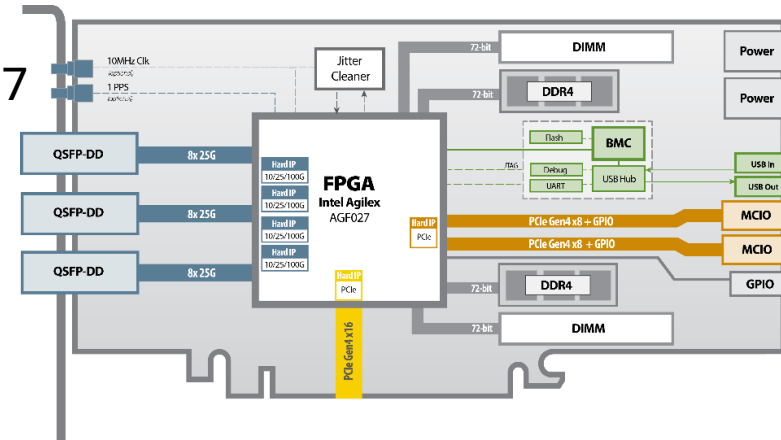 7
10MHz Clk
(optional)
1 PPS
(optional)
Jitter
Cleaner
72-bit
DIMM
72-bit
DDR4
Power
Power
Flash
BMC
JTAG
Debug
UART
USB Hub
USB In
USB Out
QSFP-DD
8x 25G
QSFP-DD
8x 25G
QSFP-DD
8x 25G
Hard IP
10/25/100G
Hard IP
10/25/100G
Hard IP
10/25/100G
Hard IP
10/25/100G
FPGA
Intel Agilex
AGF027
Hard IP
PCIe
Hard IP
PCIe
PCIe Gen4 x8 + GPIO
MCIO
PCIe Gen4 x8 + GPIO
MCIO
GPIO
72-bit
DDR4
72-bit
DIMM
PCIe Gen4 x16